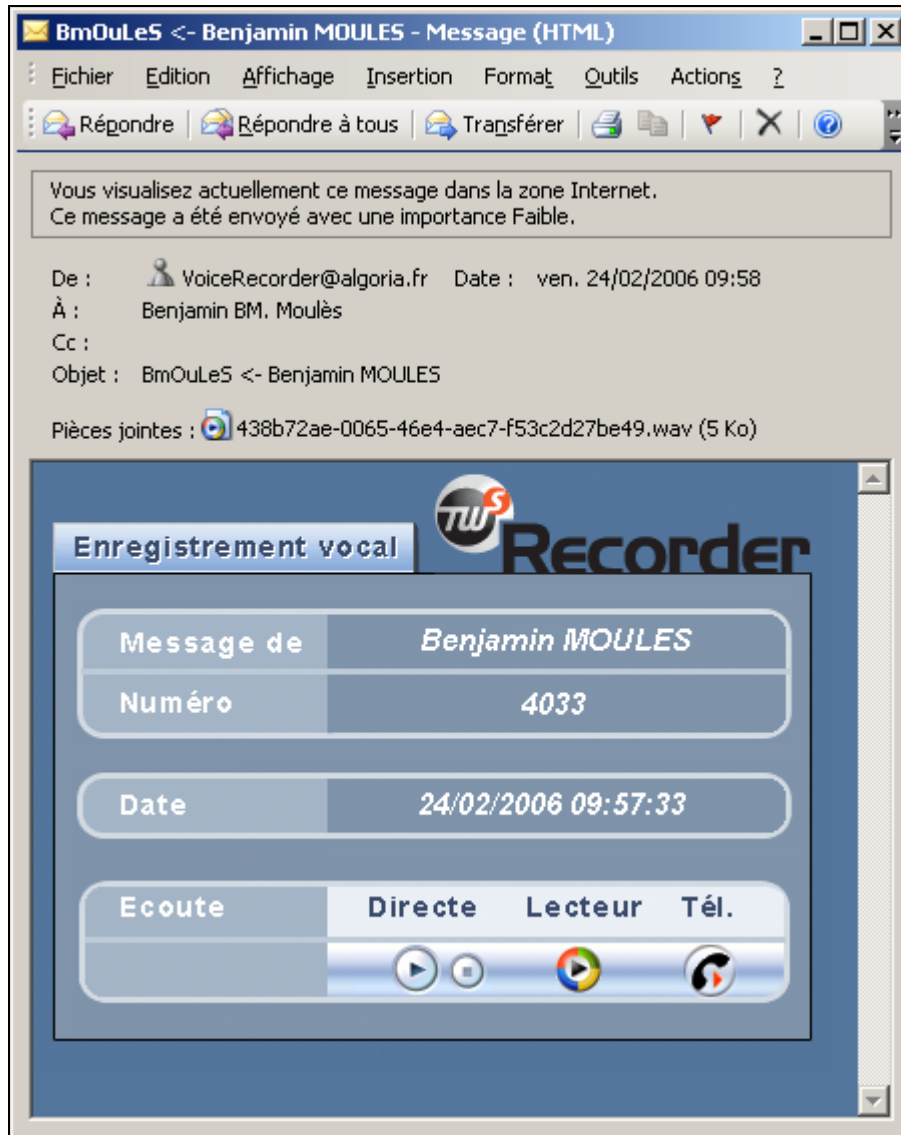 BmOuLeS <- Benjamin MOULES - Message (HTML)
Fichier Edition Affichage Insertion Format Outils Actions ?
Répondre Répondre à tous Transférer
Vous visualisez actuellement ce message dans la zone Internet.
Ce message a été envoyé avec une importance Faible.
De : VoiceRecorder@algoria.fr Date : ven. 24/02/2006 09:58
À : Benjamin BM. Moulès
Cc :
Objet : BmOuLeS <- Benjamin MOULES
Pièces jointes : 438b72ae-0065-46e4-aec7-f53c2d27be49.wav (5 Ko)
TWS Recorder
Enregistrement vocal
Message de Benjamin MOULES
Numéro 4033
Date 24/02/2006 09:57:33
Ecoute Directe Lecteur Tél.